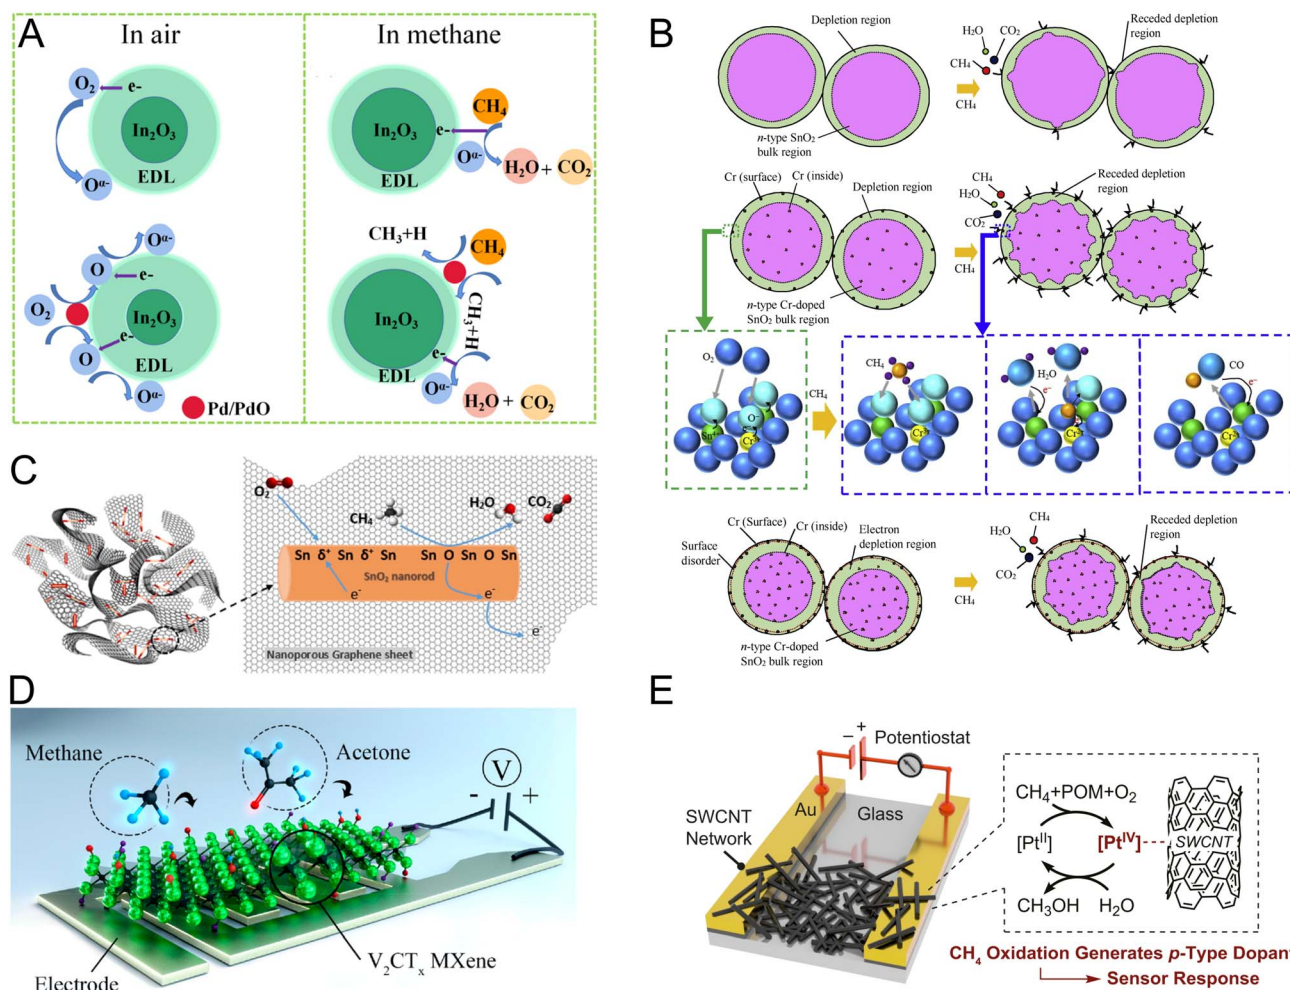 A
In air
In methane
O₂
e-
In₂O₃
EDL
Oᵅ⁻
CH₄
e-
In₂O₃
Oᵅ⁻
EDL
H₂O + CO₂
Oᵅ⁻
O
e-
O₂
In₂O₃
e-
O
EDL
Oᵅ⁻
Pd/PdO
CH₃+H
CH₄
In₂O₃
CH₃+H
e-
EDL
Oᵅ⁻
H₂O + CO₂
B
Depletion region
n-type SnO₂
bulk region
CH₄
H₂O
CO₂
CH₄
Receded depletion
region
Cr (surface)
Cr (inside)
Depletion region
n-type Cr-doped
SnO₂ bulk region
CH₄
CH₄
H₂O
CO₂
Receded depletion
region
O₂
O⁻
CH₄
CH₄
H₂O
e⁻
CO
e⁻
Surface
disorder
Cr (Surface)
Cr (inside)
Electron
depletion region
n-type Cr-doped
SnO₂ bulk region
CH₄
H₂O
CH₄
CO₂
Receded depletion
region
C
O₂
CH₄
H₂O
CO₂
Sn δ⁺ Sn δ⁺ Sn Sn O Sn O Sn
SnO₂ nanorod
e⁻
e⁻
e⁻
Nanoporous Graphene sheet
D
Methane
Acetone
V
-
+
V₂CTₓ MXene
Electrode
E
− +
Potentiostat
Au
Glass
SWCNT
Network
CH₄+POM+O₂
[Ptᴵᴵ]
[Ptᴵⱽ]
SWCNT
CH₃OH
H₂O
CH₄ Oxidation Generates p-Type Dopant
Sensor Response